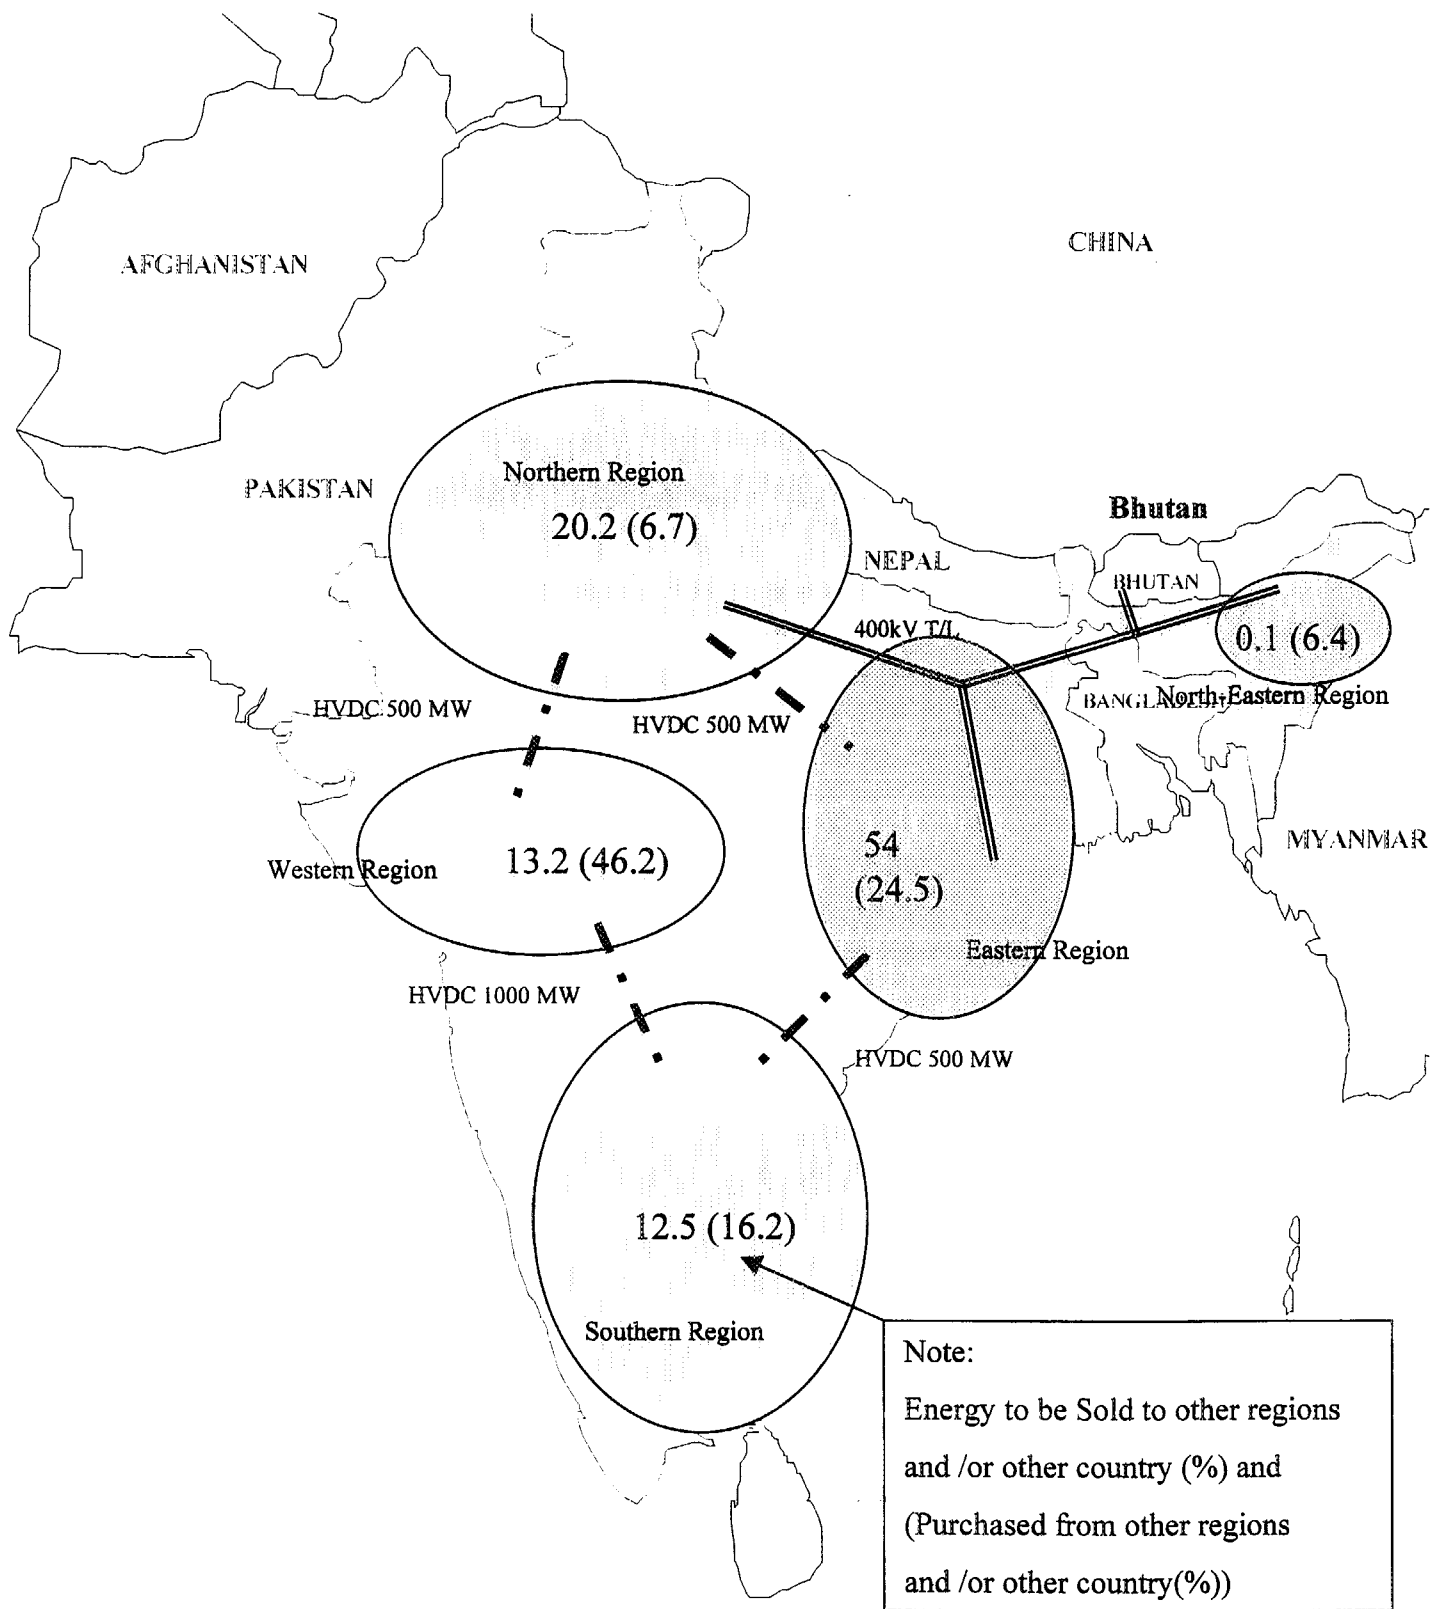 CHINA
AFGHANISTAN
Northern Region
PAKISTAN
20.2 (6.7)
Bhutan
NEPAL
BHUTAN
400kV T/L
0.1 (6.4)
BANGLADESH
North-Eastern Region
HVDC 500 MW
HVDC 500 MW
MYANMAR
54
(24.5)
Western Region
13.2 (46.2)
Eastern Region
HVDC 1000 MW
HVDC 500 MW
12.5 (16.2)
Southern Region
Note:
Energy to be Sold to other regions
and /or other country (%) and
(Purchased from other regions
and /or other country(%))